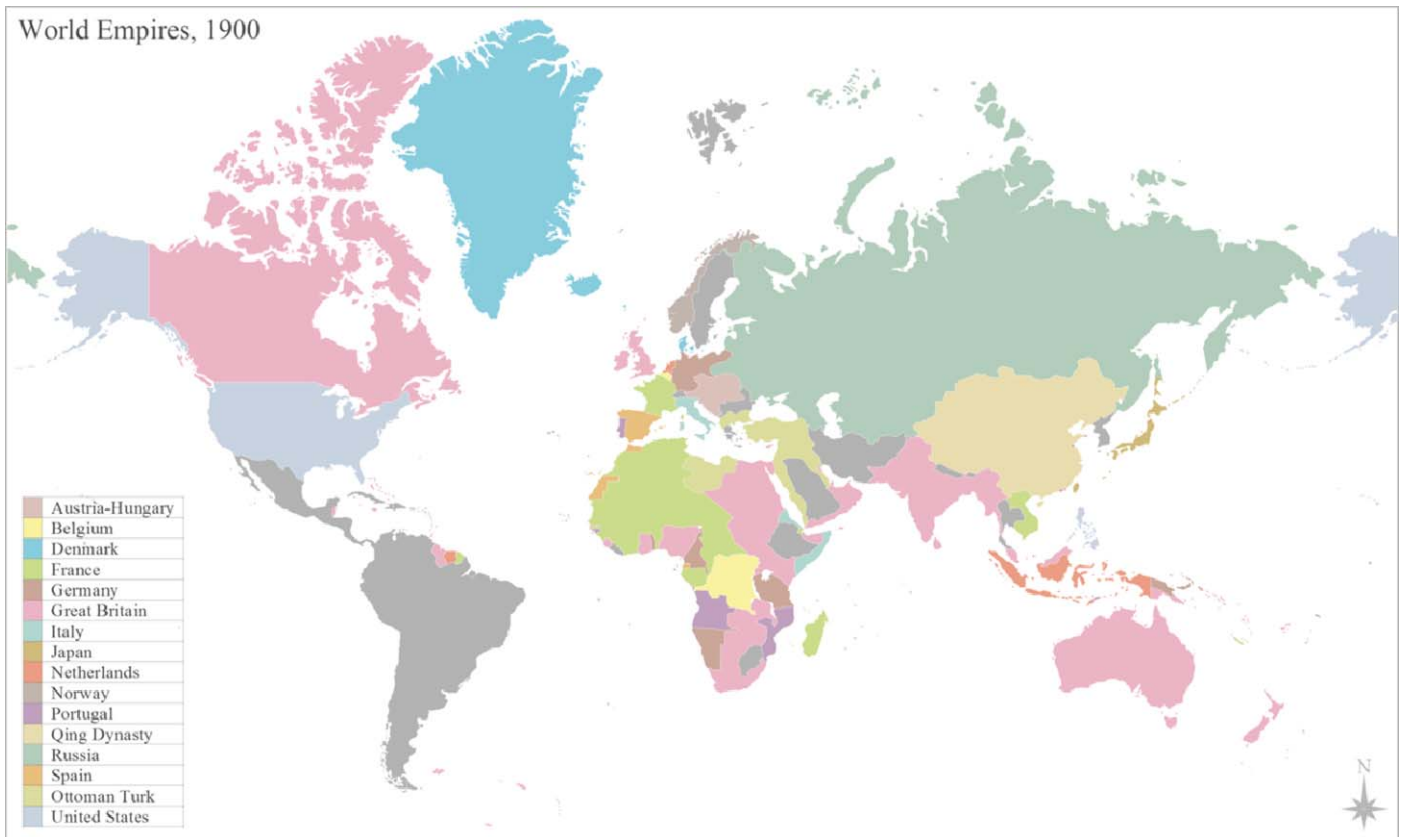 World Empires, 1900
Austria-Hungary
Belgium
Denmark
France
Germany
Great Britain
Italy
Japan
Netherlands
Norway
Portugal
Qing Dynasty
Russia
Spain
Ottoman Turk
United States
N